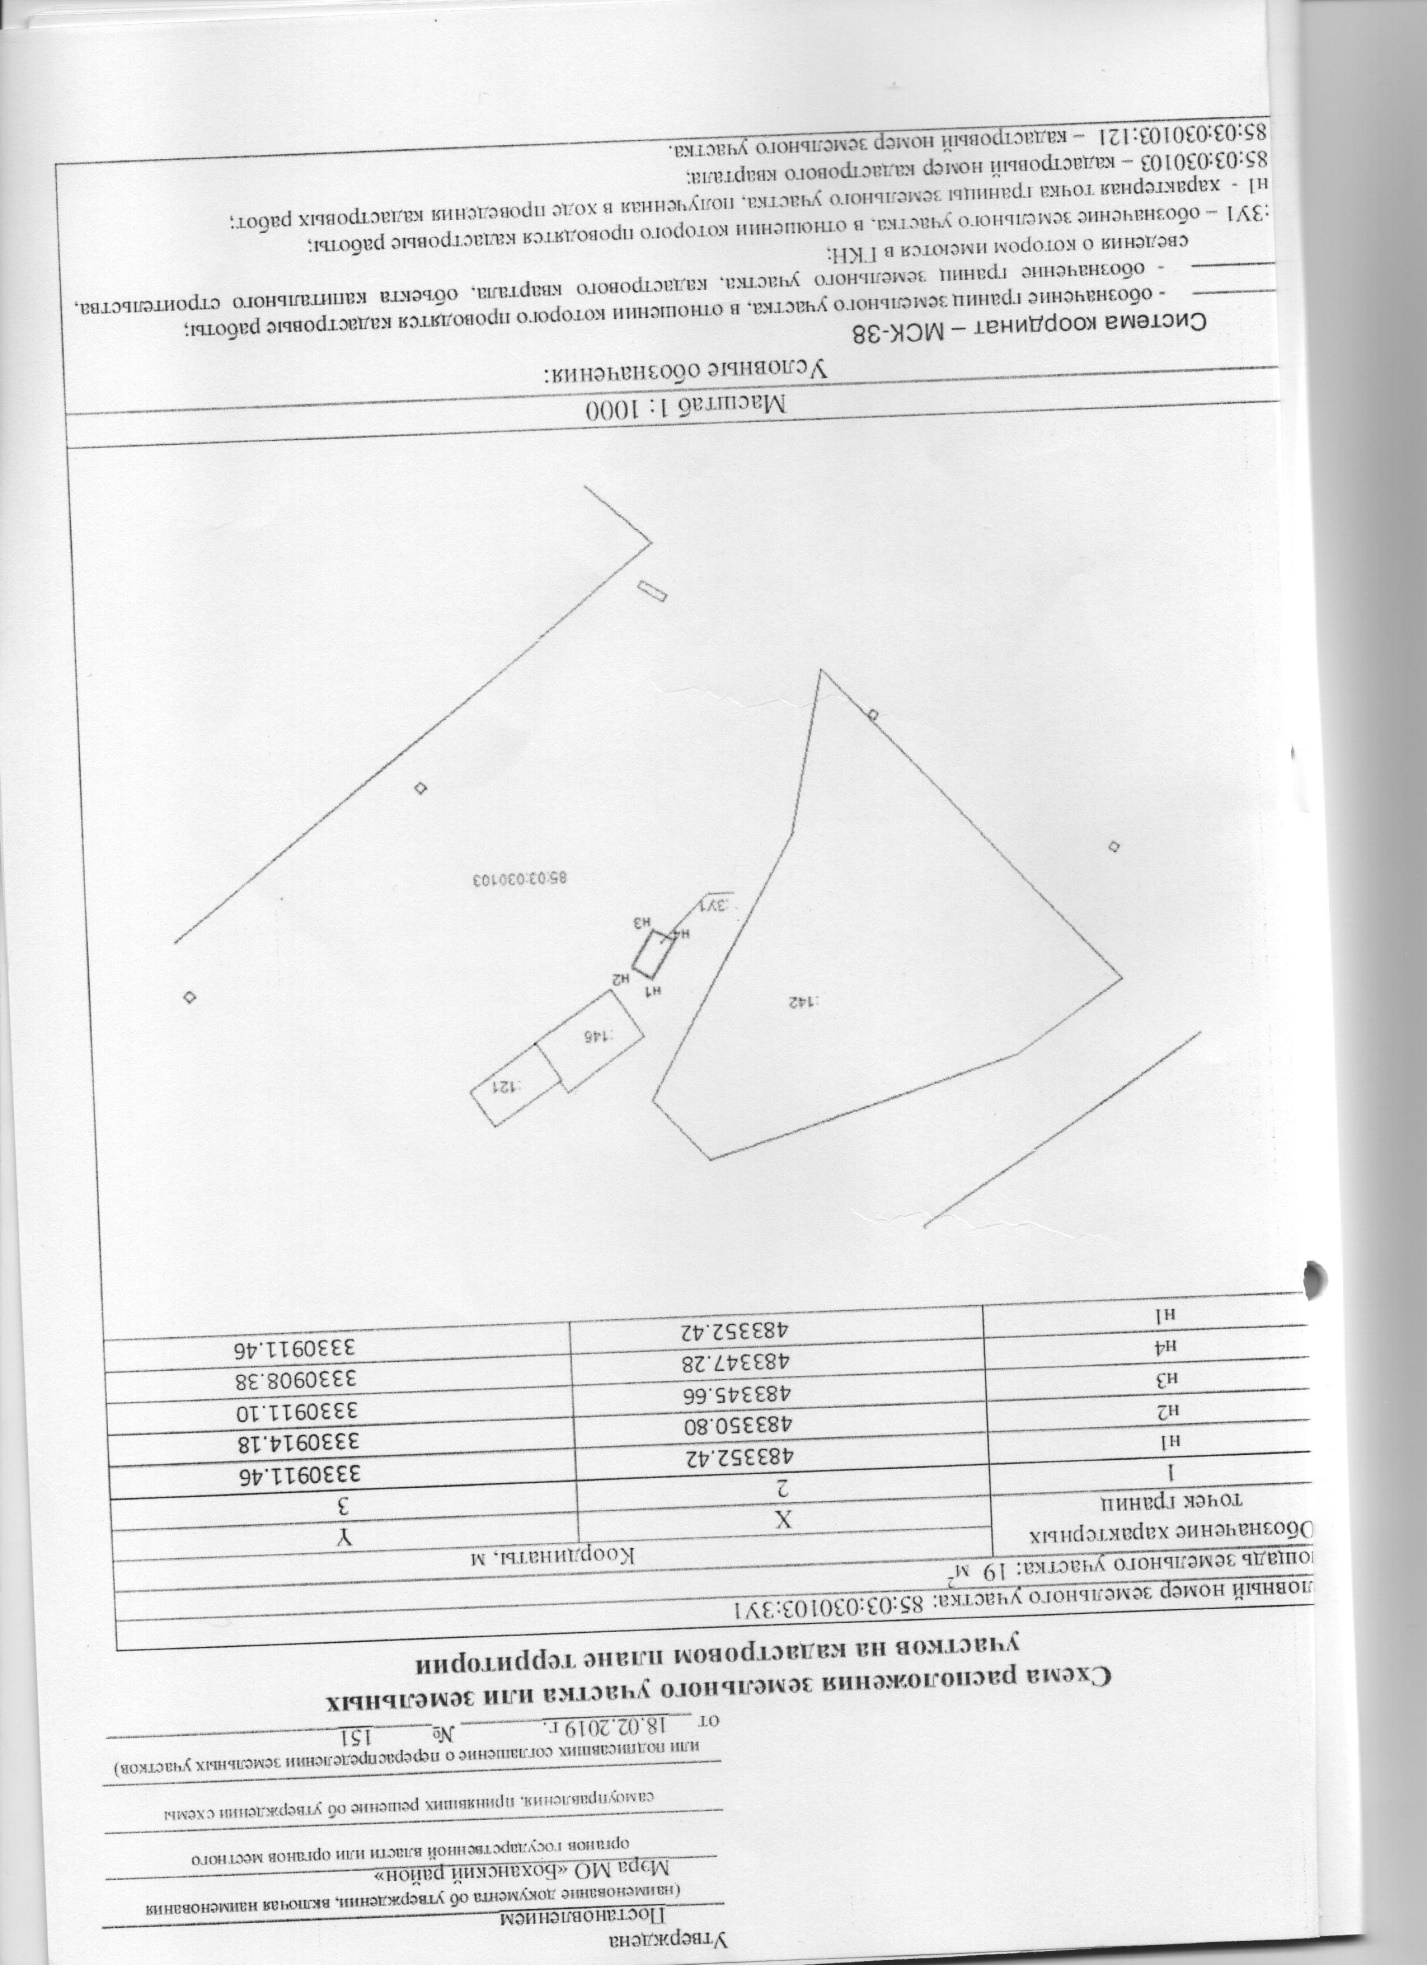 Утверждена
Постановлением
(наименование документа об утверждении, включая наименования
Мэра МО «Боханский район»
органов государственной власти или органов местного
самоуправления, принявших решение об утверждении схемы
или подписавших соглашение о перераспределении земельных участков)
от 18.02.2019 г. № 151
Схема расположения земельного участка или земельных
участков на кадастровом плане территории
ловный номер земельного участка: 85:03:030103:ЗУ1
ощадь земельного участка: 19 м²
Обозначение характерных точек границ
Координаты, м
X Y
1 2 3
н1 483352.42 3330911.46
н2 483350.80 3330914.18
н3 483345.66 3330911.10
н4 483347.28 3330908.38
н1 483352.42 3330911.46
:121
:146
:142
н1
н2
н4
н3
:ЗУ1
85:03:030103
Масштаб 1: 1000
Условные обозначения:
Система координат – МСК-38
- обозначение границ земельного участка, в отношении которого проводятся кадастровые работы;
- обозначение границ земельного участка, кадастрового квартала, объекта капитального строительства,
сведения о котором имеются в ГКН;
:ЗУ1 – обозначение земельного участка, в отношении которого проводятся кадастровые работы;
н1 - характерная точка границы земельного участка, полученная в ходе проведения кадастровых работ;
85:03:030103 – кадастровый номер кадастрового квартала;
85:03:030103:121 – кадастровый номер земельного участка.